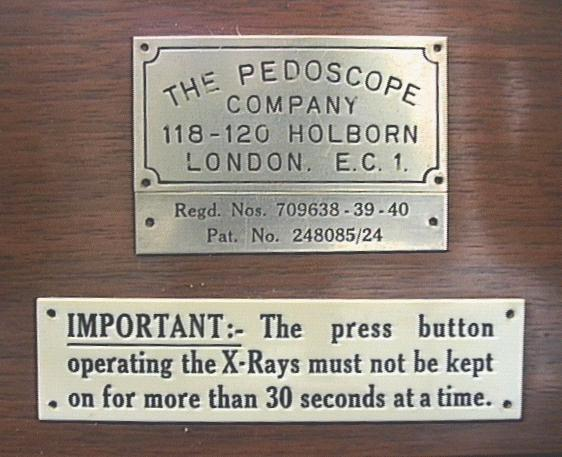 THE PEDOSCOPE
COMPANY
118-120 HOLBORN
LONDON. E.C. 1.
Regd. Nos. 709638-39-40
Pat. No. 248085/24
IMPORTANT:- The press button
operating the X-Rays must not be kept
on for more than 30 seconds at a time.